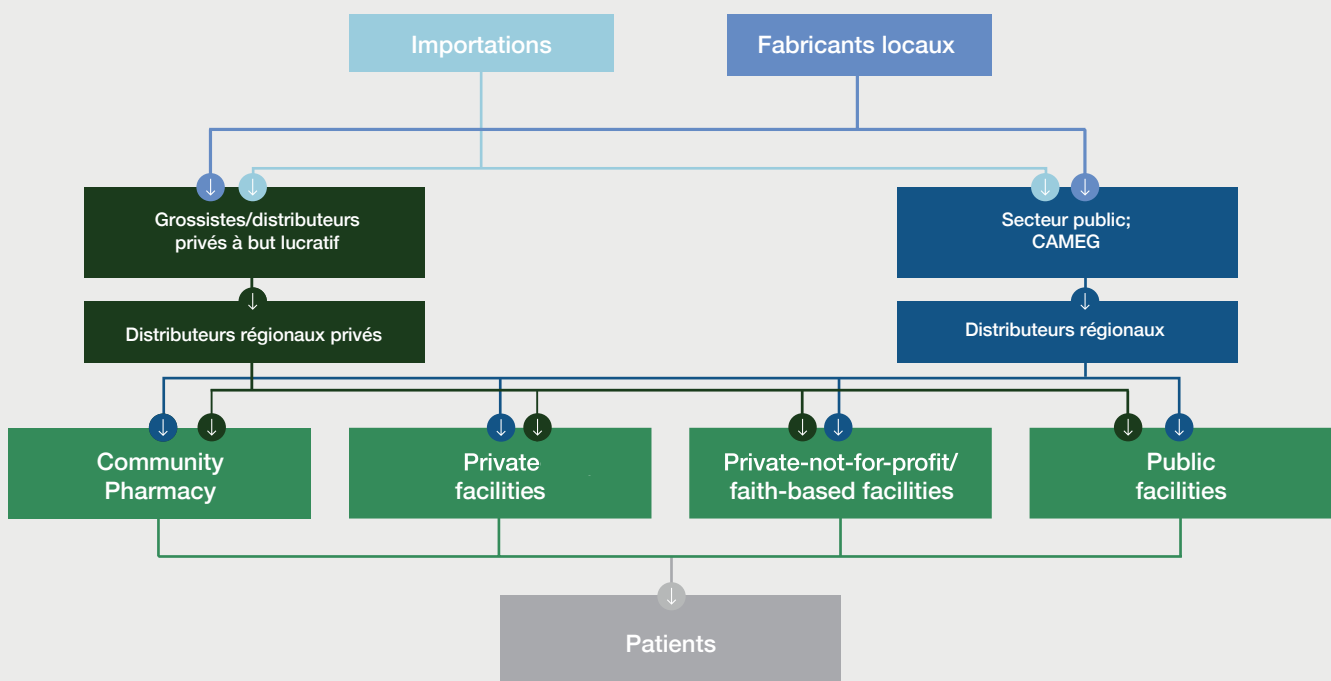 Importations
Fabricants locaux
Grossistes/distributeurs
privés à but lucratif
Secteur public;
CAMEG
Distributeurs régionaux privés
Distributeurs régionaux
Community
Pharmacy
Private
facilities
Private-not-for-profit/
faith-based facilities
Public
facilities
Patients